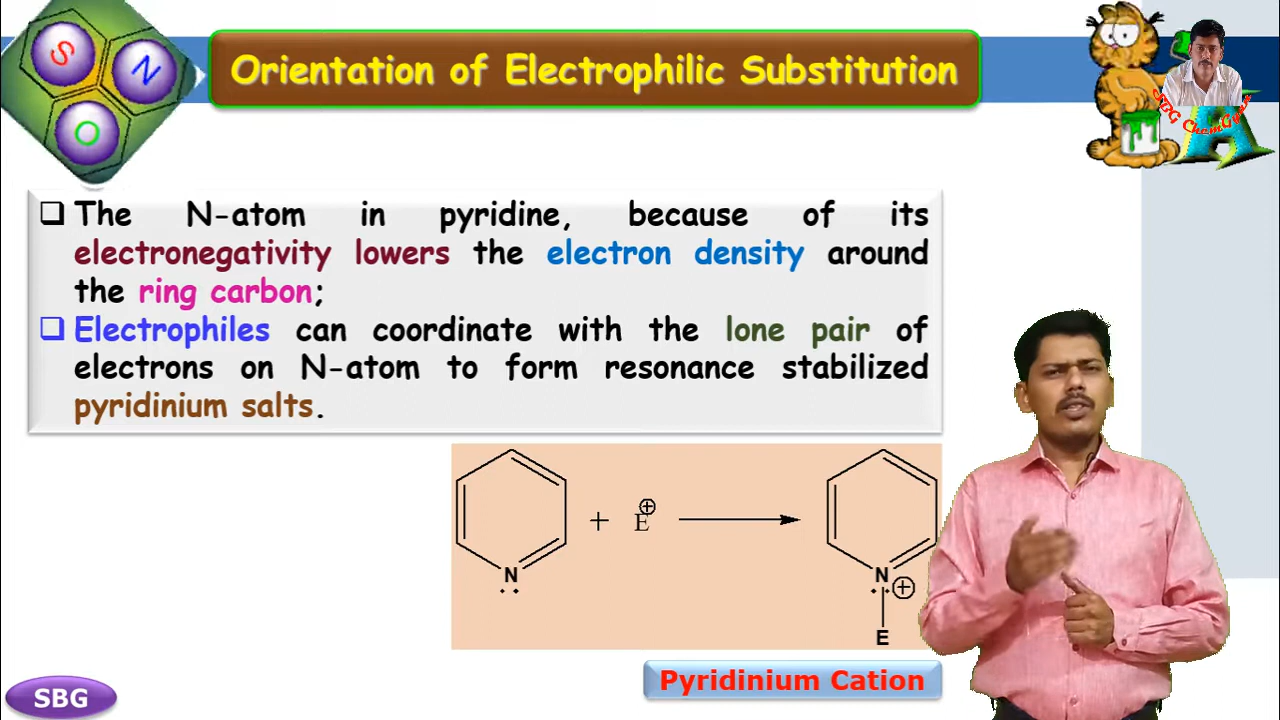 S
N
O
Orientation of Electrophilic Substitution
SBG ChemGyan
❑ The N-atom in pyridine, because of its
electronegativity lowers the electron density around
the ring carbon;
❑ Electrophiles can coordinate with the lone pair of
electrons on N-atom to form resonance stabilized
pyridinium salts.
+ E⊕
N
N ⊕
E
Pyridinium Cation
SBG